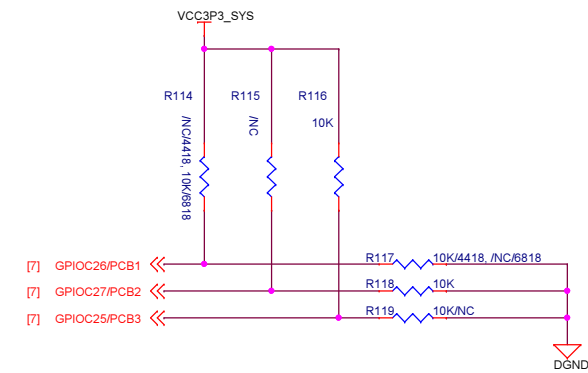 VCC3P3_SYS
R114
R115
R116
/NC/4418, 10K/6818
/NC
10K
[7] GPIOC26/PCB1
R117
10K/4418, /NC/6818
[7] GPIOC27/PCB2
R118
10K
[7] GPIOC25/PCB3
R119
10K/NC
DGND